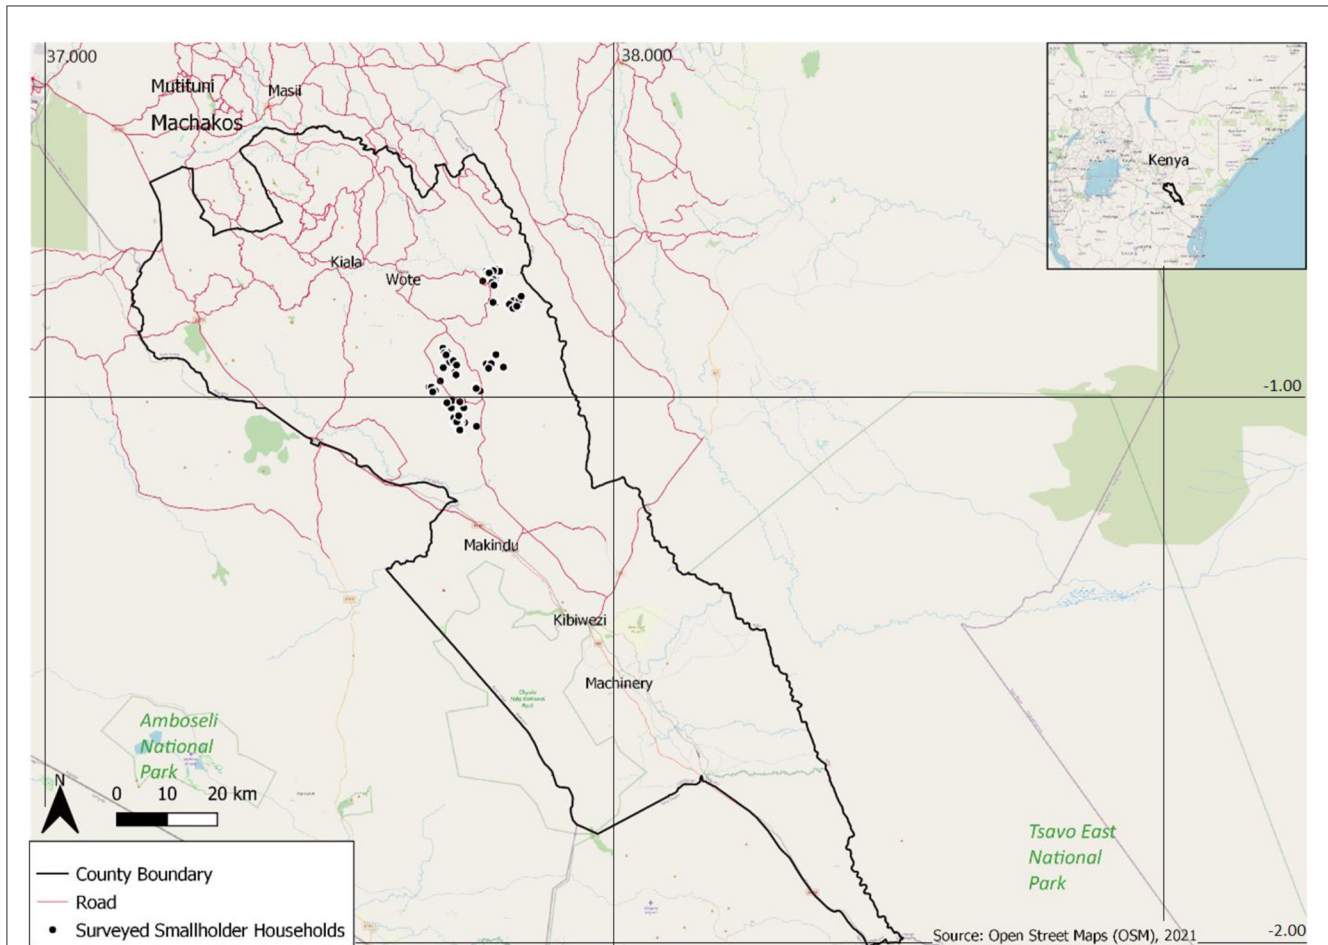 37.000
38.000
Mutituni
Masii
Machakos
Kenya
Kiala
Wote
-1.00
Makindu
Kibiwezi
Machinery
Amboseli
National
Park
N
0 10 20 km
Tsavo East
National
Park
County Boundary
Road
Surveyed Smallholder Households
Source: Open Street Maps (OSM), 2021
-2.00